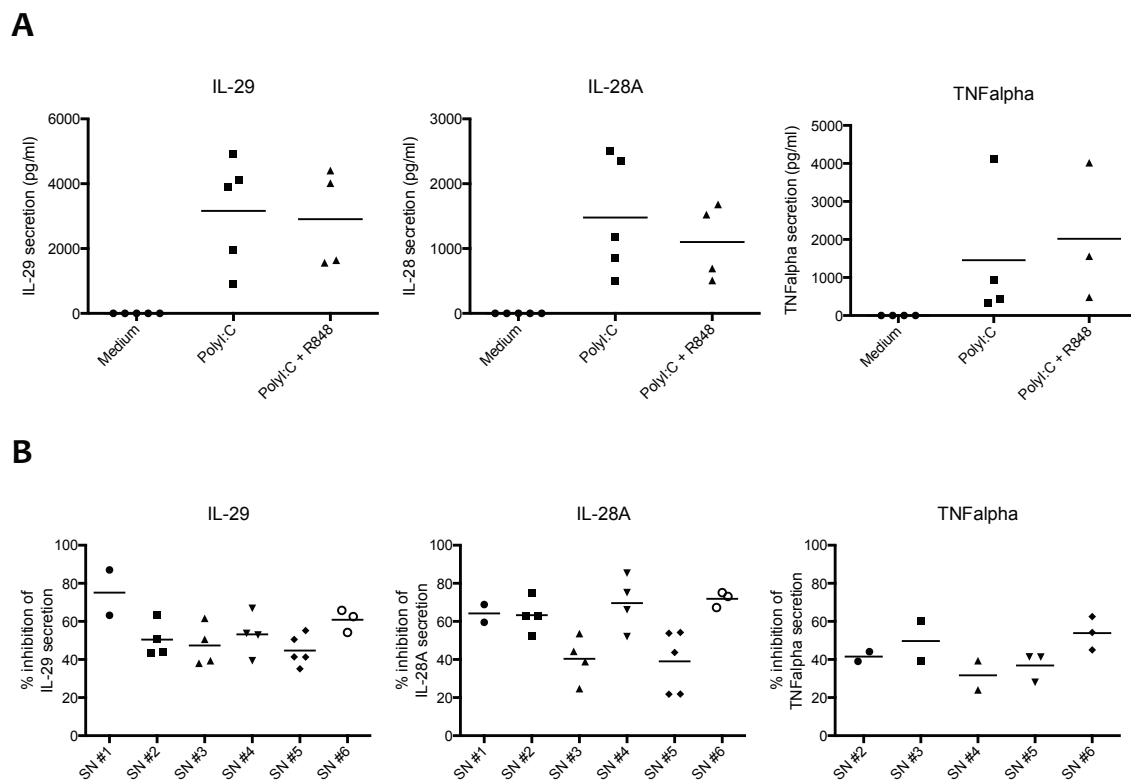 A
IL-29
IL-29 secretion (pg/ml)
6000
4000
2000
0
Medium
PolyI:C
PolyI:C + R848
IL-28A
IL-28 secretion (pg/ml)
3000
2000
1000
0
Medium
PolyI:C
PolyI:C + R848
TNFalpha
TNFalpha secretion (pg/ml)
5000
4000
3000
2000
1000
0
Medium
PolyI:C
PolyI:C + R848
B
IL-29
% inhibition of
IL-29 secretion
100
80
60
40
20
0
SN #1
SN #2
SN #3
SN #4
SN #5
SN #6
IL-28A
% inhibition of
IL-28A secretion
100
80
60
40
20
0
SN #1
SN #2
SN #3
SN #4
SN #5
SN #6
TNFalpha
% inhibition of
TNFalpha secretion
100
80
60
40
20
0
SN #2
SN #3
SN #4
SN #5
SN #6